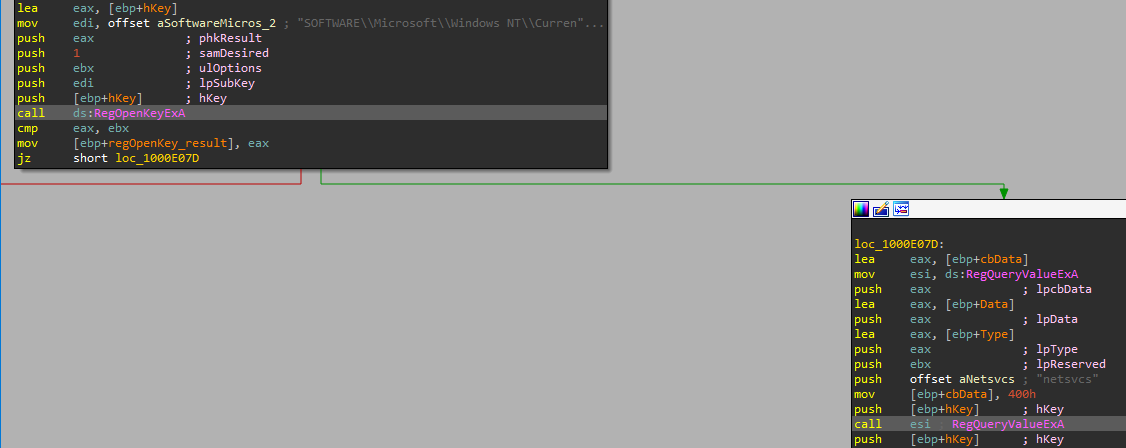 lea eax, [ebp+hKey]
mov edi, offset aSoftwareMicros_2 ; "SOFTWARE\\Microsoft\\Windows NT\\Curren"...
push eax ; phkResult
push 1 ; samDesired
push ebx ; ulOptions
push edi ; lpSubKey
push [ebp+hKey] ; hKey
call ds:RegOpenKeyExA
cmp eax, ebx
mov [ebp+regOpenKey_result], eax
jz short loc_1000E07D
loc_1000E07D:
lea eax, [ebp+cbData]
mov esi, ds:RegQueryValueExA
push eax ; lpcbData
lea eax, [ebp+Data]
push eax ; lpData
lea eax, [ebp+Type]
push eax ; lpType
push ebx ; lpReserved
push offset aNetsvcs ; "netsvcs"
mov [ebp+cbData], 400h
push [ebp+hKey] ; hKey
call esi ; RegQueryValueExA
push [ebp+hKey] ; hKey